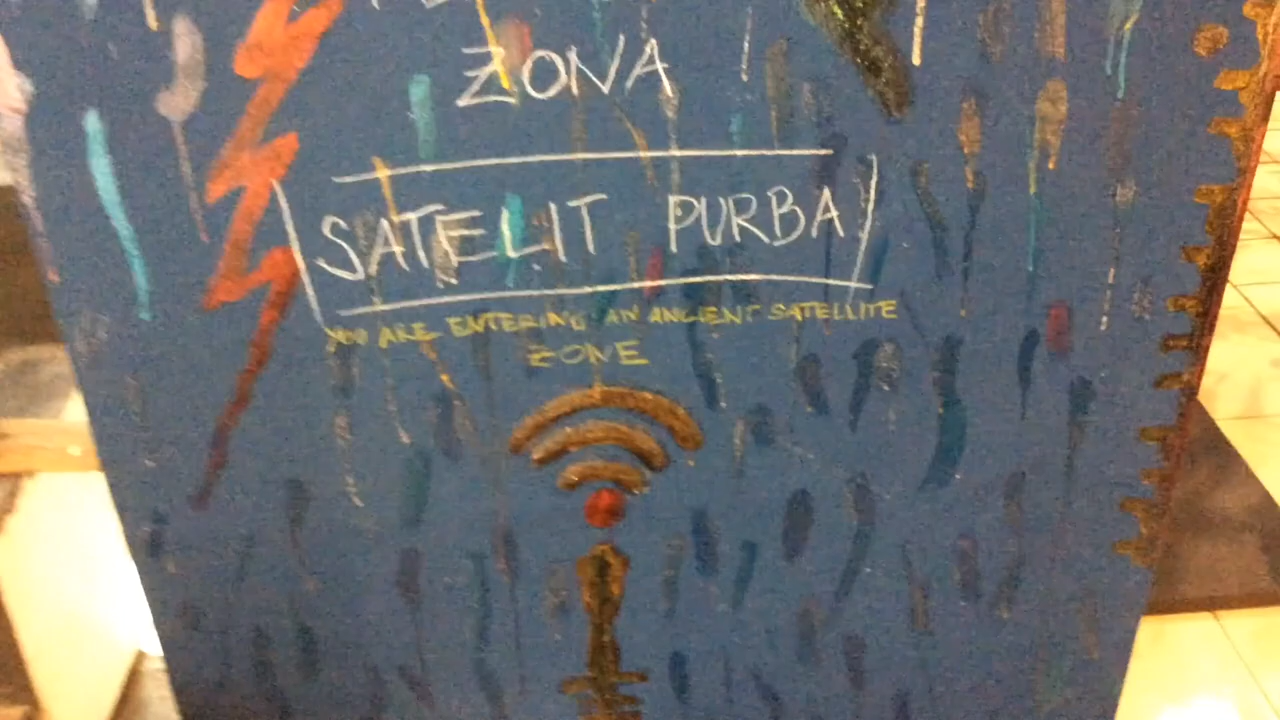 ZONA
SATELIT PURBA
YOU ARE ENTERING AN ANCIENT SATELLITE
ZONE